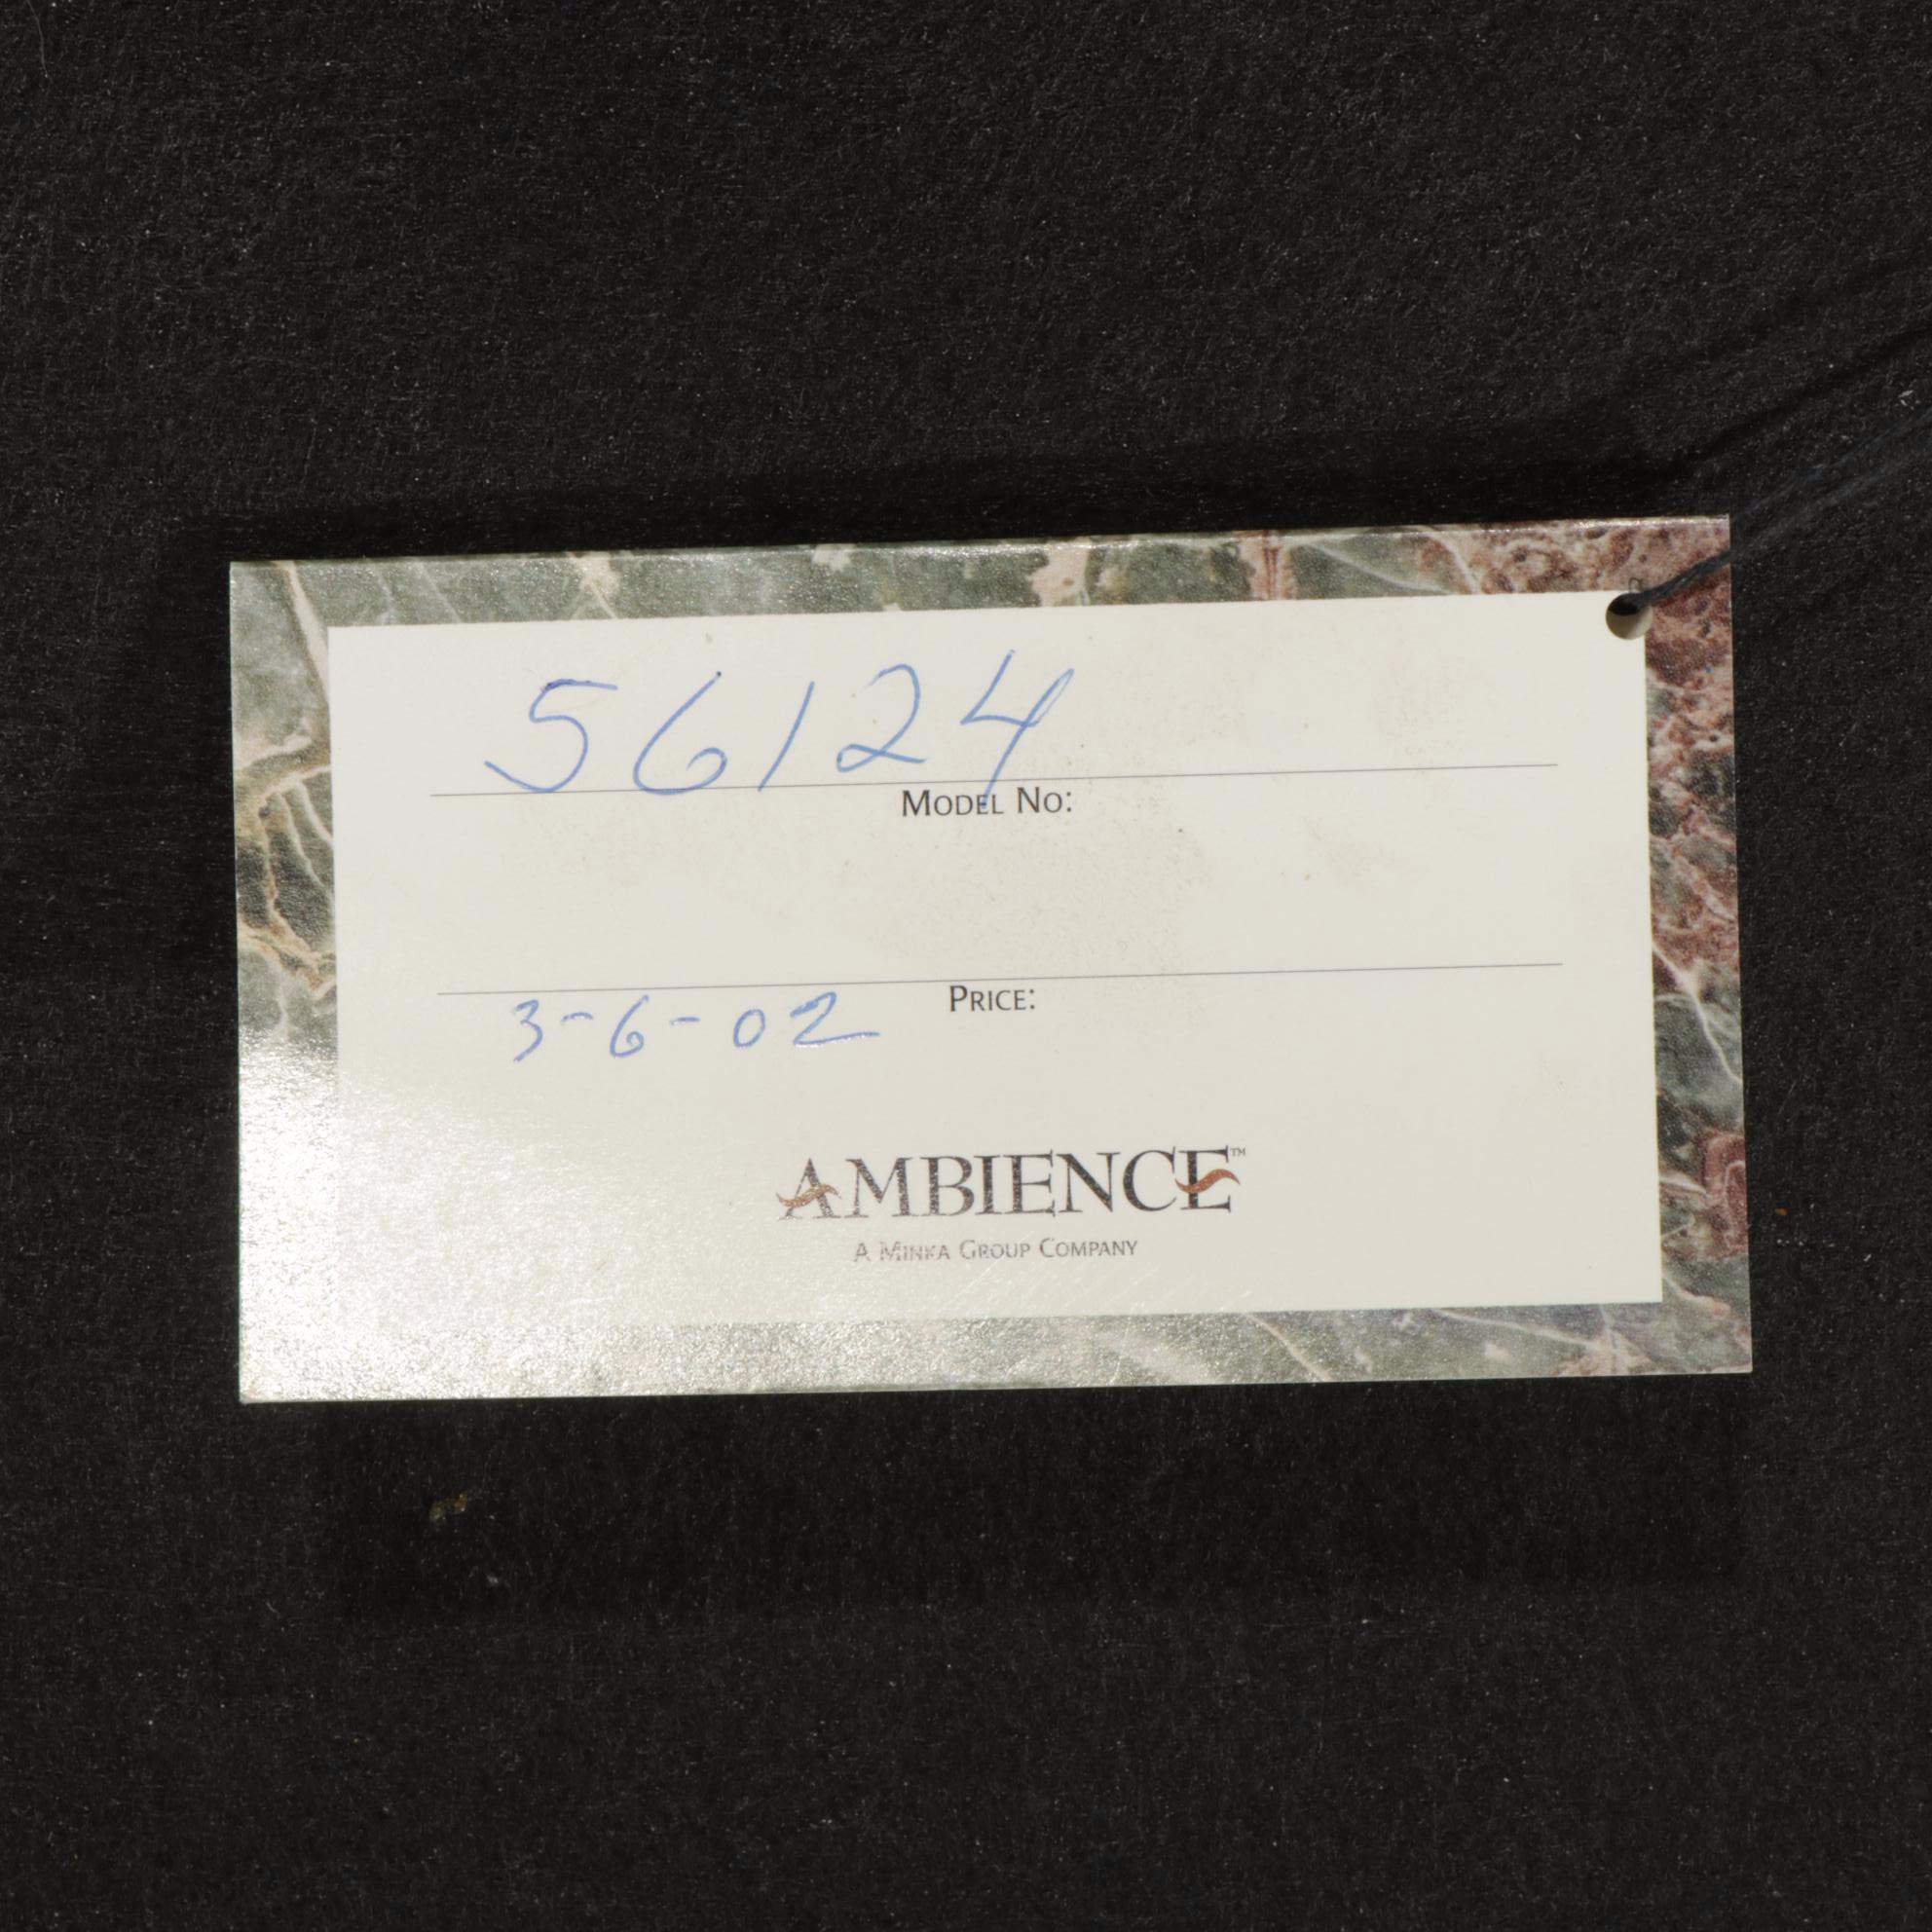 56124
MODEL NO:
PRICE:
3-6-02
AMBIENCE™
A MINKA GROUP COMPANY